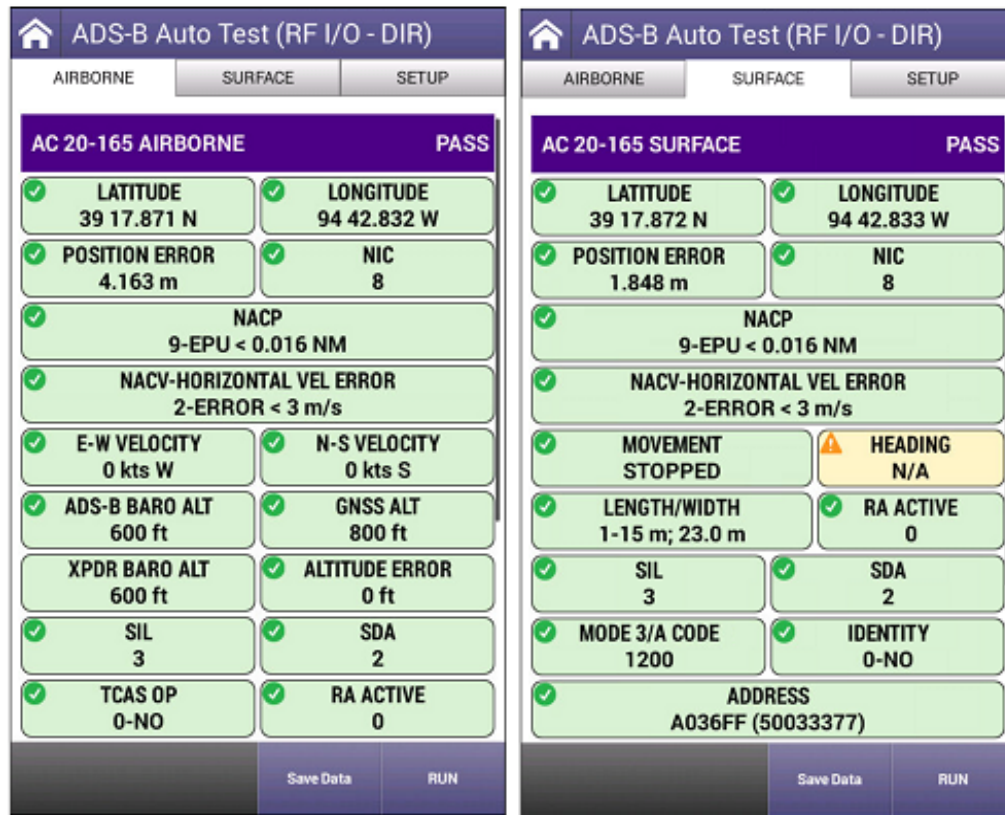 ADS-B Auto Test (RF I/O - DIR)
AIRBORNE SURFACE SETUP
AC 20-165 AIRBORNE PASS
LATITUDE
39 17.871 N
LONGITUDE
94 42.832 W
POSITION ERROR
4.163 m
NIC
8
NACP
9-EPU < 0.016 NM
NACV-HORIZONTAL VEL ERROR
2-ERROR < 3 m/s
E-W VELOCITY
0 kts W
N-S VELOCITY
0 kts S
ADS-B BARO ALT
600 ft
GNSS ALT
800 ft
XPDR BARO ALT
600 ft
ALTITUDE ERROR
0 ft
SIL
3
SDA
2
TCAS OP
0-NO
RA ACTIVE
0
Save Data RUN
ADS-B Auto Test (RF I/O - DIR)
AIRBORNE SURFACE SETUP
AC 20-165 SURFACE PASS
LATITUDE
39 17.872 N
LONGITUDE
94 42.833 W
POSITION ERROR
1.848 m
NIC
8
NACP
9-EPU < 0.016 NM
NACV-HORIZONTAL VEL ERROR
2-ERROR < 3 m/s
MOVEMENT
STOPPED
HEADING
N/A
LENGTH/WIDTH
1-15 m; 23.0 m
RA ACTIVE
0
SIL
3
SDA
2
MODE 3/A CODE
1200
IDENTITY
0-NO
ADDRESS
A036FF (50033377)
Save Data RUN